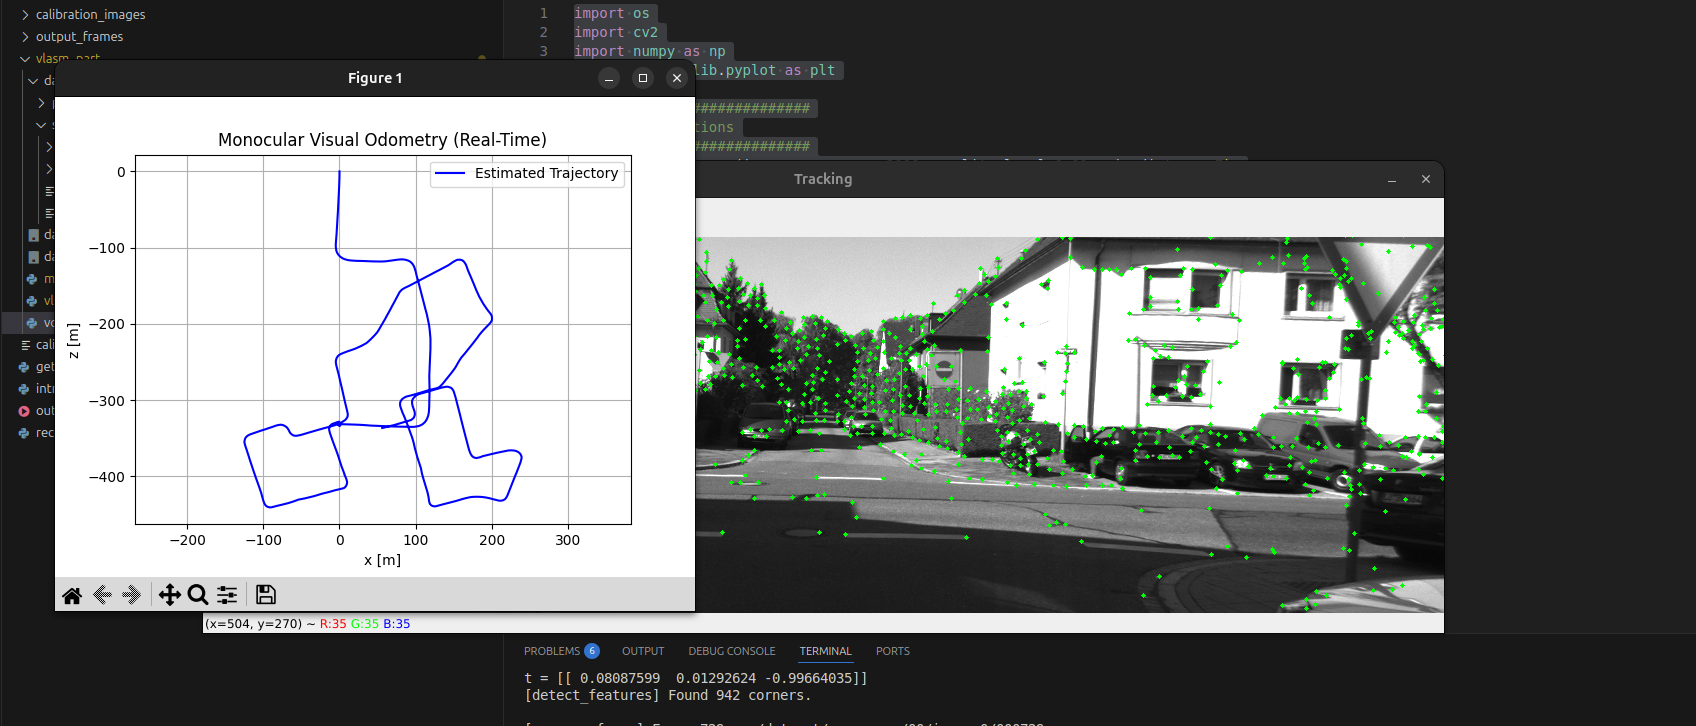 calibration_images
output_frames
vlasm_part
1 import os
2 import cv2
3 import numpy as np
lib.pyplot as plt
##############
tions
##############
Figure 1
Monocular Visual Odometry (Real-Time)
Estimated Trajectory
0
−100
−200
−300
−400
z [m]
−200 −100 0 100 200 300
x [m]
da
da
da
m
vl
vo
cali
get
intr
out
rec
Tracking
(x=504, y=270) ~ R:35 G:35 B:35
PROBLEMS 6 OUTPUT DEBUG CONSOLE TERMINAL PORTS
t = [[ 0.08087599 0.01292624 -0.99664035]]
[detect_features] Found 942 corners.